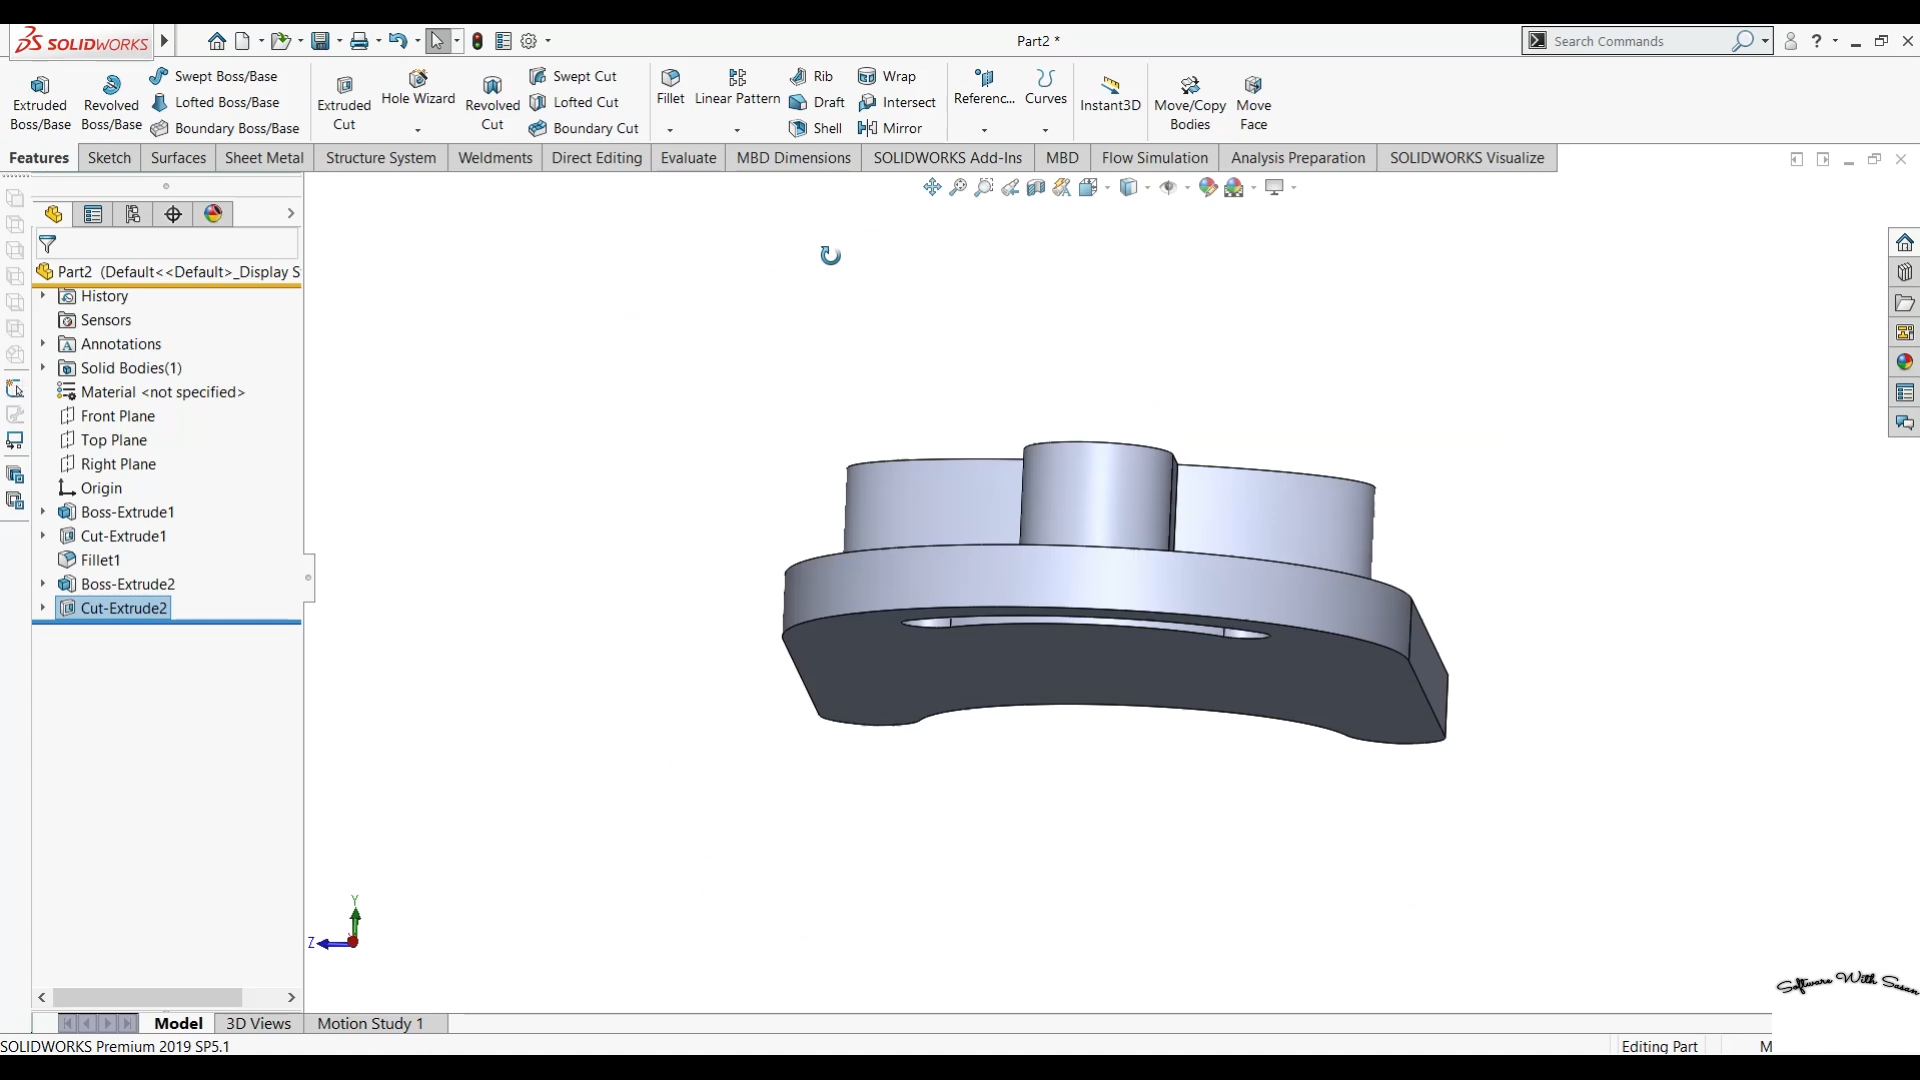 SOLIDWORKS
Part2 *
Search Commands
?
Extruded Boss/Base
Revolved Boss/Base
Swept Boss/Base
Lofted Boss/Base
Boundary Boss/Base
Extruded Cut
Hole Wizard
Revolved Cut
Swept Cut
Lofted Cut
Boundary Cut
Fillet
Linear Pattern
Rib
Draft
Shell
Wrap
Intersect
Mirror
Referenc...
Curves
Instant3D
Move/Copy Bodies
Move Face
Features
Sketch
Surfaces
Sheet Metal
Structure System
Weldments
Direct Editing
Evaluate
MBD Dimensions
SOLIDWORKS Add-Ins
MBD
Flow Simulation
Analysis Preparation
SOLIDWORKS Visualize
Part2 (Default<<Default>_Display S
History
Sensors
Annotations
Solid Bodies(1)
Material <not specified>
Front Plane
Top Plane
Right Plane
Origin
Boss-Extrude1
Cut-Extrude1
Fillet1
Boss-Extrude2
Cut-Extrude2
Y
Z
Software With Sasan
Model
3D Views
Motion Study 1
SOLIDWORKS Premium 2019 SP5.1
Editing Part
M